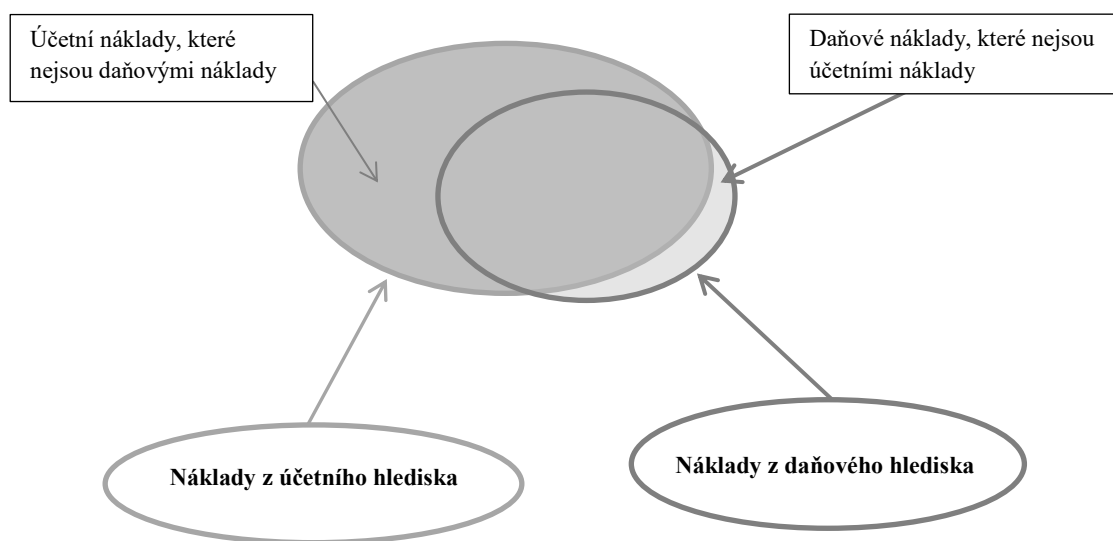 Účetní náklady, které
nejsou daňovými náklady
Daňové náklady, které nejsou
účetními náklady
Náklady z účetního hlediska
Náklady z daňového hlediska